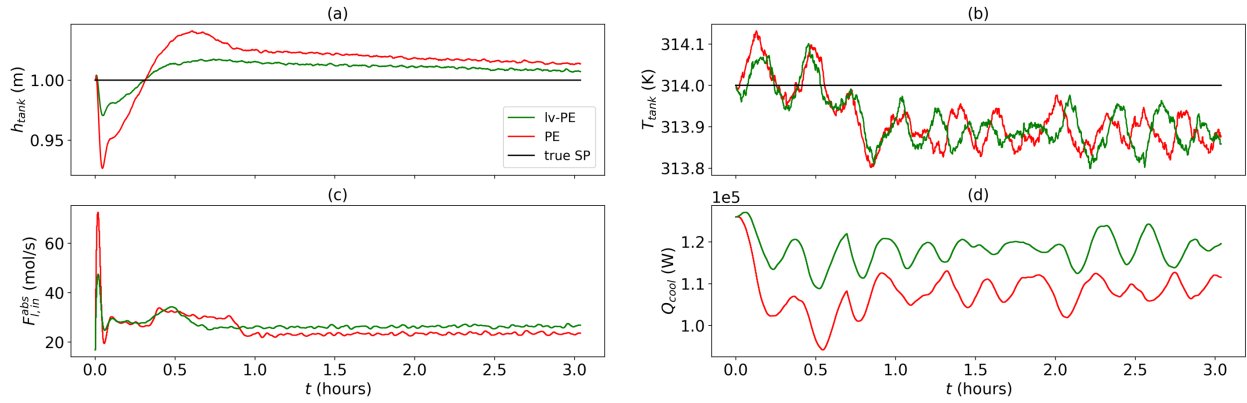 (a)
h_tank (m)
1.00
0.95
lv-PE
PE
true SP
(b)
T_tank (K)
314.1
314.0
313.9
313.8
(c)
F_{l,in}^{abs} (mol/s)
60
40
20
0.0 0.5 1.0 1.5 2.0 2.5 3.0
t (hours)
(d)
1e5
Q_cool (W)
1.2
1.0
0.0 0.5 1.0 1.5 2.0 2.5 3.0
t (hours)